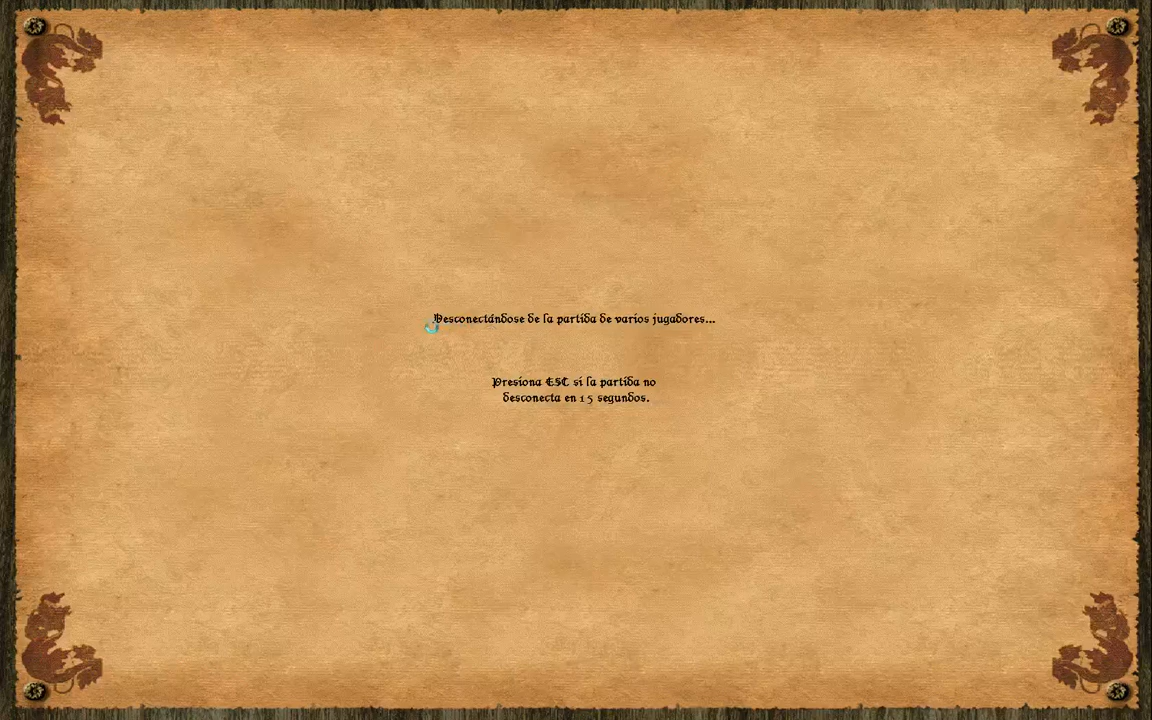 Desconectándose de la partida de varios jugadores...
Presiona ESC si la partida no
desconecta en 15 segundos.